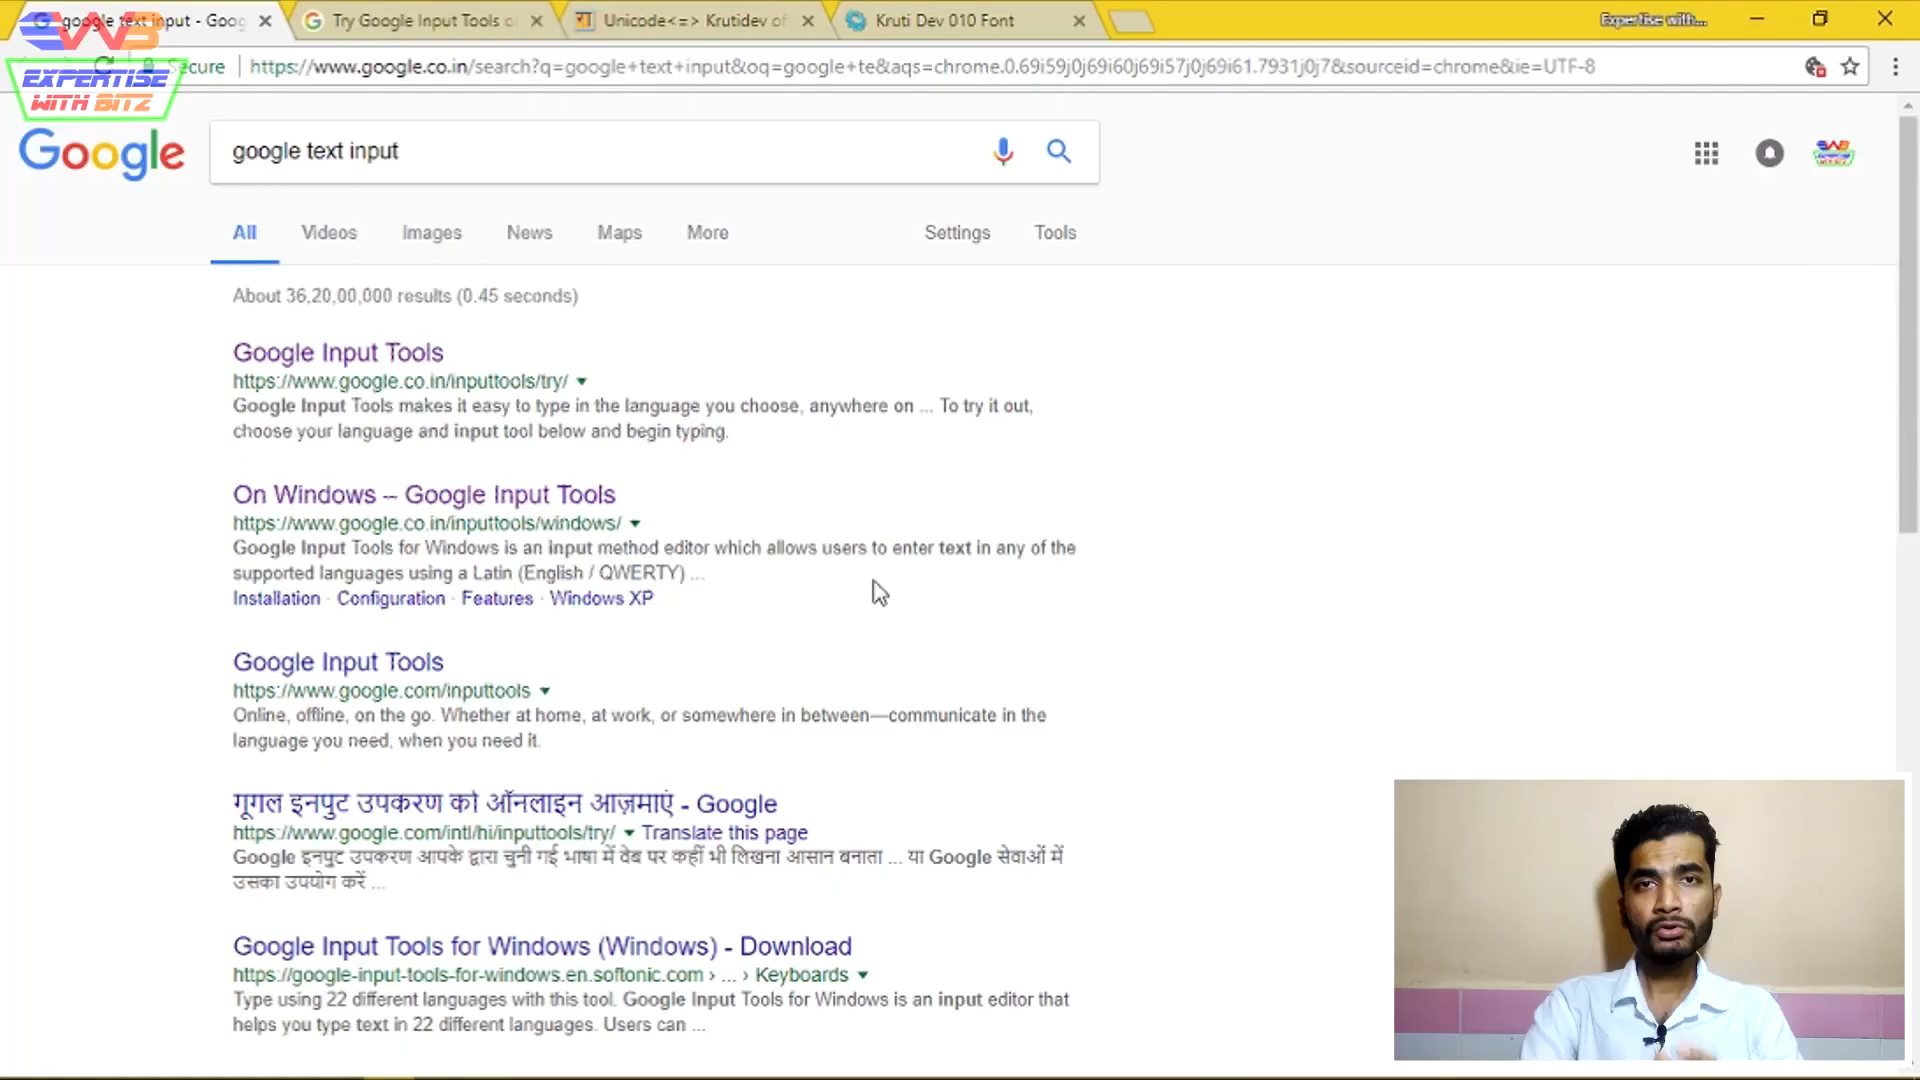 google text input - Goog
Try Google Input Tools o
Unicode<=> Krutidev of
Kruti Dev 010 Font
Expertise with...
EWB
EXPERTISE
WITH BITZ
Secure
https://www.google.co.in/search?q=google+text+input&oq=google+te&aqs=chrome.0.69i59j0j69i60j69i57j0j69i61.7931j0j7&sourceid=chrome&ie=UTF-8
Google
google text input
All Videos Images News Maps More Settings Tools
About 36,20,00,000 results (0.45 seconds)
Google Input Tools
https://www.google.co.in/inputtools/try/
Google Input Tools makes it easy to type in the language you choose, anywhere on ... To try it out,
choose your language and input tool below and begin typing.
On Windows – Google Input Tools
https://www.google.co.in/inputtools/windows/
Google Input Tools for Windows is an input method editor which allows users to enter text in any of the
supported languages using a Latin (English / QWERTY) ...
Installation · Configuration · Features · Windows XP
Google Input Tools
https://www.google.com/inputtools
Online, offline, on the go. Whether at home, at work, or somewhere in between—communicate in the
language you need, when you need it.
गूगल इनपुट उपकरण को ऑनलाइन आज़माएं - Google
https://www.google.com/intl/hi/inputtools/try/ Translate this page
Google इनपुट उपकरण आपके द्वारा चुनी गई भाषा में वेब पर कहीं भी लिखना आसान बनाता ... या Google सेवाओं में
उसका उपयोग करें ...
Google Input Tools for Windows (Windows) - Download
https://google-input-tools-for-windows.en.softonic.com › ... › Keyboards
Type using 22 different languages with this tool. Google Input Tools for Windows is an input editor that
helps you type text in 22 different languages. Users can ...